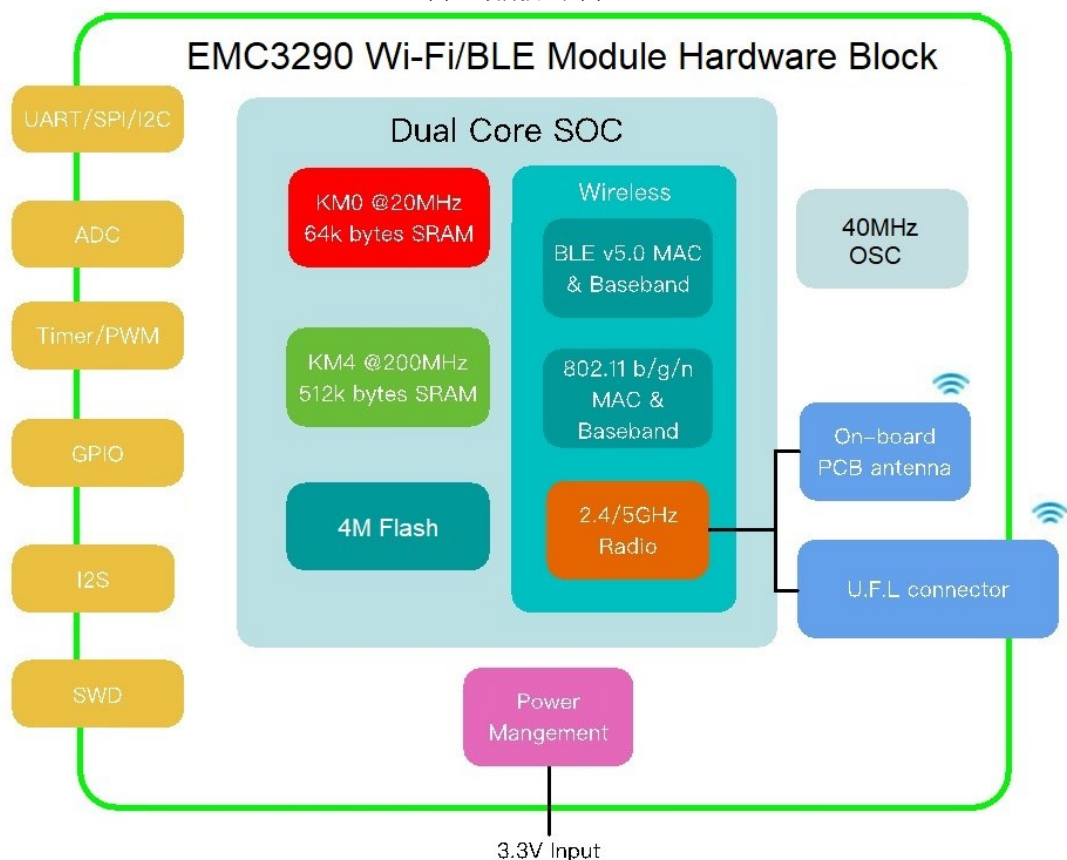 EMC3290 Wi-Fi/BLE Module Hardware Block
UART/SPI/I2C
ADC
Timer/PWM
GPIO
I2S
SWD
Dual Core SOC
KM0 @20MHz
64k bytes SRAM
KM4 @200MHz
512k bytes SRAM
4M Flash
Wireless
BLE v5.0 MAC
& Baseband
802.11 b/g/n
MAC &
Baseband
2.4/5GHz
Radio
40MHz
OSC
On-board
PCB antenna
U.F.L connector
Power
Mangement
3.3V Input